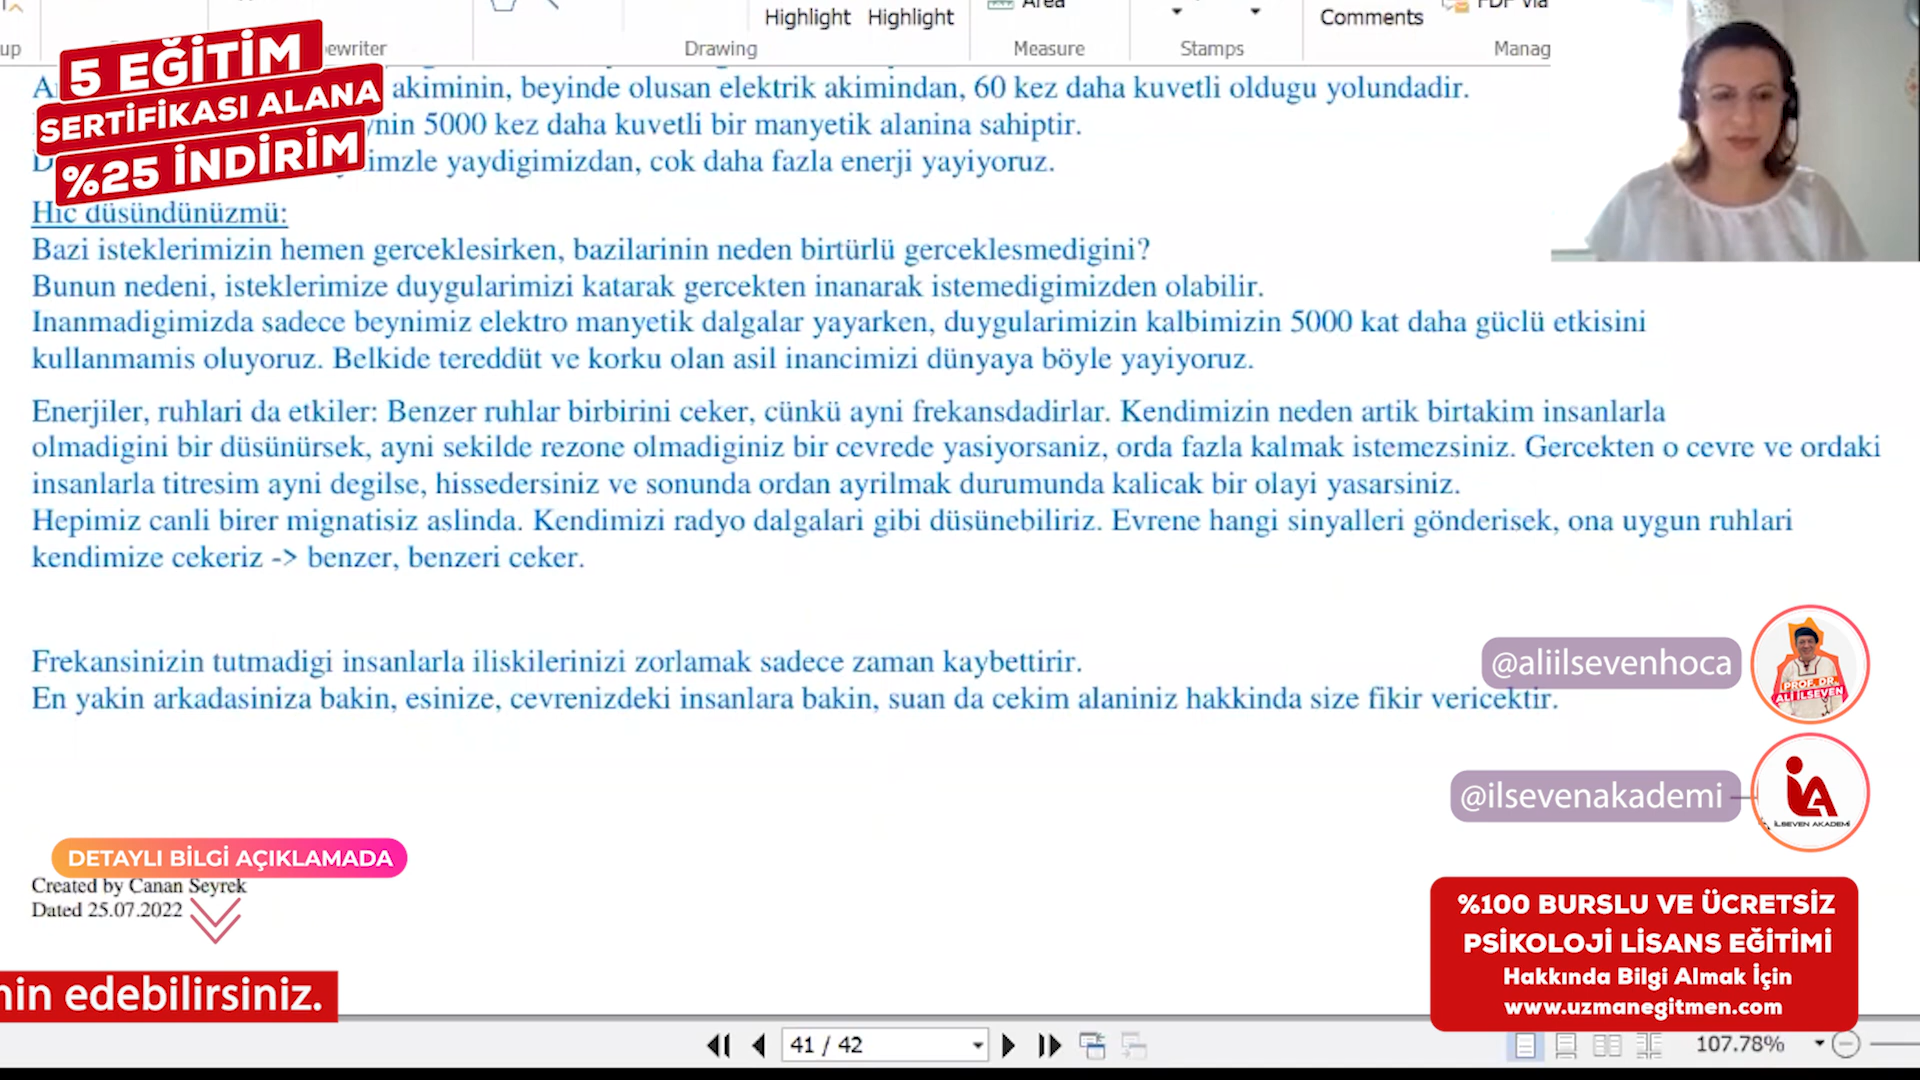 Highlight Highlight
Area
Comments
up
ewriter
Drawing
Measure
Stamps
Manag
5 EĞİTİM
SERTİFİKASI ALANA
%25 İNDİRİM
akiminin, beyinde olusan elektrik akimindan, 60 kez daha kuvetli oldugu yolundadir.
5000 kez daha kuvetli bir manyetik alanina sahiptir.
yaydigimizdan, cok daha fazla enerji yayiyoruz.
Hic düsündünüzmü:
Bazi isteklerimizin hemen gerceklesirken, bazilarinin neden birtürlü gerceklesmedigini?
Bunun nedeni, isteklerimize duygularimizi katarak gercekten inanarak istemedigimizden olabilir.
Inanmadigimizda sadece beynimiz elektro manyetik dalgalar yayarken, duygularimizin kalbimizin 5000 kat daha güclü etkisini
kullanmamis oluyoruz. Belkide tereddüt ve korku olan asil inancimizi dünyaya böyle yayiyoruz.
Enerjiler, ruhlari da etkiler: Benzer ruhlar birbirini ceker, cünkü ayni frekansdadirlar. Kendimizin neden artik birtakim insanlarla
olmadigini bir düsünürsek, ayni sekilde rezone olmadiginiz bir cevrede yasiyorsaniz, orda fazla kalmak istemezsiniz. Gercekten o cevre ve ordaki
insanlarla titresim ayni degilse, hissedersiniz ve sonunda ordan ayrilmak durumunda kalicak bir olayi yasarsiniz.
Hepimiz canli birer mignatisiz aslinda. Kendimizi radyo dalgalari gibi düsünebiliriz. Evrene hangi sinyalleri gönderisek, ona uygun ruhlari
kendimize cekeriz -> benzer, benzeri ceker.
Frekansinizin tutmadigi insanlarla iliskilerinizi zorlamak sadece zaman kaybettirir.
En yakin arkadasiniza bakin, esinize, cevrenizdeki insanlara bakin, suan da cekim alaniniz hakkinda size fikir vericektir.
@aliilsevenhoca
PROF. DR.
ALİ İLSEVEN
@ilsevenakademi
İLSEVEN AKADEMİ
DETAYLI BİLGİ AÇIKLAMADA
Created by Canan Seyrek
Dated 25.07.2022
edebilirsiniz.
%100 BURSLU VE ÜCRETSİZ
PSİKOLOJİ LİSANS EĞİTİMİ
Hakkında Bilgi Almak İçin
www.uzmanegitmen.com
41 / 42
107.78%